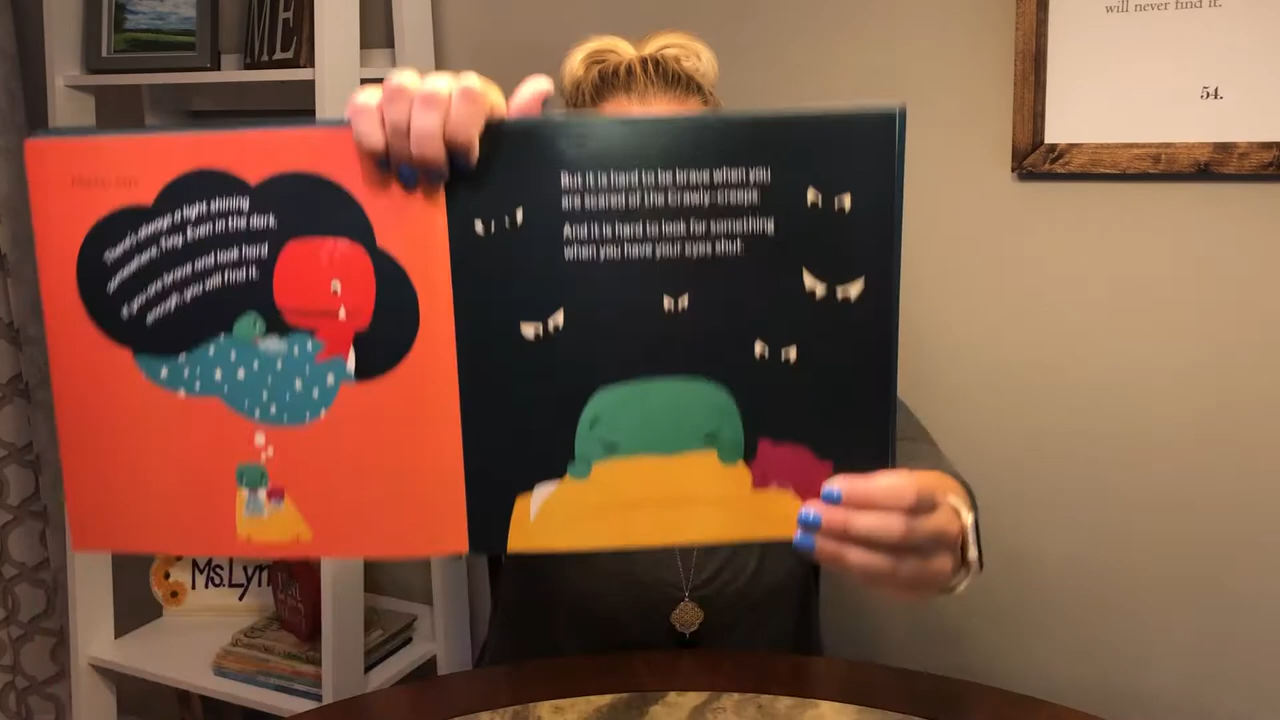 ME
will never find it.
54.
There's always a light shining
somewhere, Tiny. Even in the dark.
If you are brave and look hard
enough, you will find it.
But it is hard to be brave when you
are scared of the Crawly-creeps
And it is hard to look for something
when you have your eyes shut.
Ms. Lyn